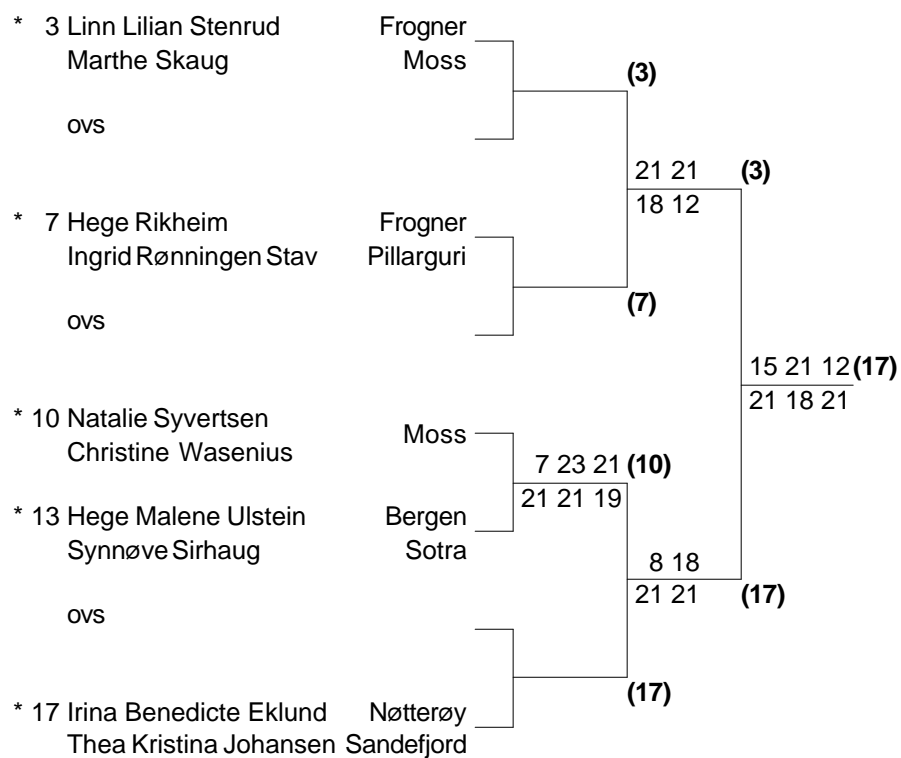 * 3 Linn Lilian Stenrud Frogner
Marthe Skaug Moss
(3)
ovs
21 21 (3)
18 12
* 7 Hege Rikheim Frogner
Ingrid Rønningen Stav Pillarguri
(7)
ovs
15 21 12 (17)
21 18 21
* 10 Natalie Syvertsen Moss
Christine Wasenius
7 23 21 (10)
21 21 19
* 13 Hege Malene Ulstein Bergen
Synnøve Sirhaug Sotra
8 18
21 21 (17)
ovs
(17)
* 17 Irina Benedicte Eklund Nøtterøy
Thea Kristina Johansen Sandefjord